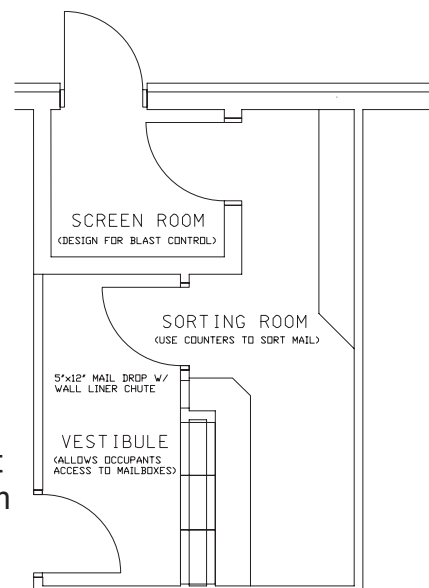 SCREEN ROOM
(DESIGN FOR BLAST CONTROL)
SORTING ROOM
(USE COUNTERS TO SORT MAIL)
5"x12" MAIL DROP W/
WALL LINER CHUTE
VESTIBULE
(ALLOWS OCCUPANTS
ACCESS TO MAILBOXES)